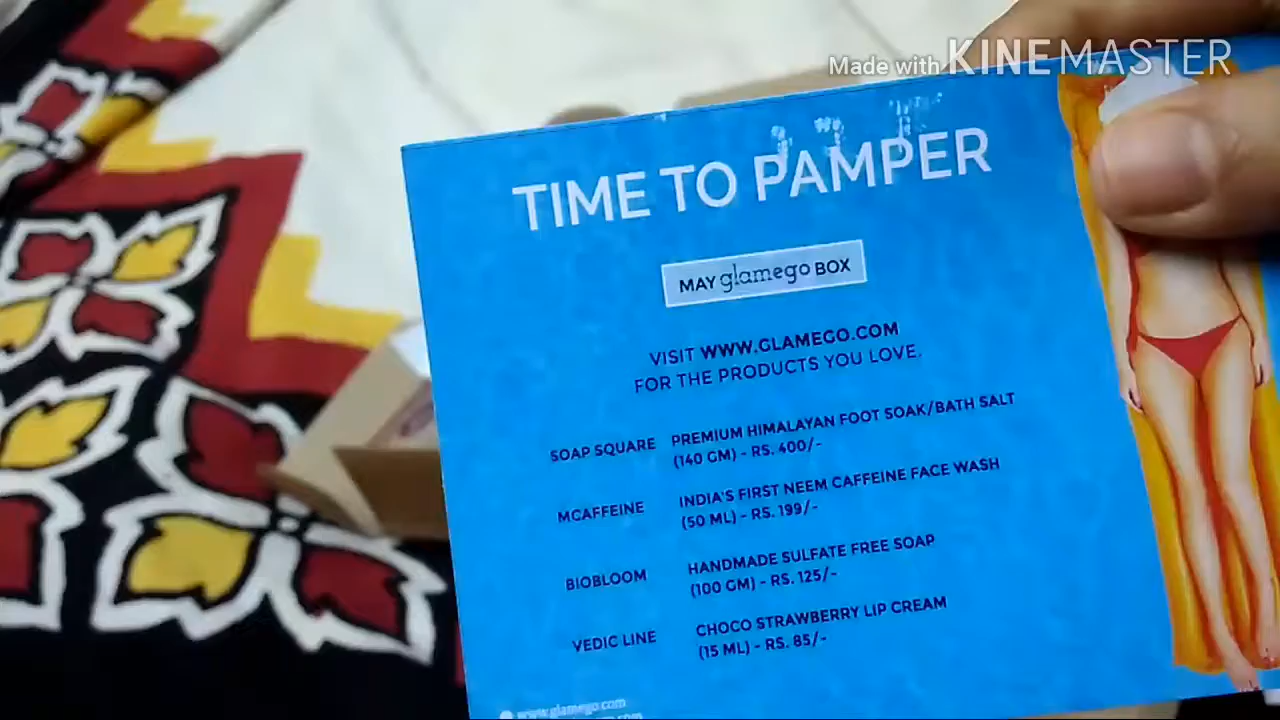 Made with KINEMASTER
TIME TO PAMPER
MAY glamego BOX
VISIT WWW.GLAMEGO.COM
FOR THE PRODUCTS YOU LOVE.
SOAP SQUARE PREMIUM HIMALAYAN FOOT SOAK/BATH SALT
(140 GM) - RS. 400/-
MCAFFEINE INDIA'S FIRST NEEM CAFFEINE FACE WASH
(50 ML) - RS. 199/-
BIOBLOOM HANDMADE SULFATE FREE SOAP
(100 GM) - RS. 125/-
VEDIC LINE CHOCO STRAWBERRY LIP CREAM
(15 ML) - RS. 85/-
www.glamego.com